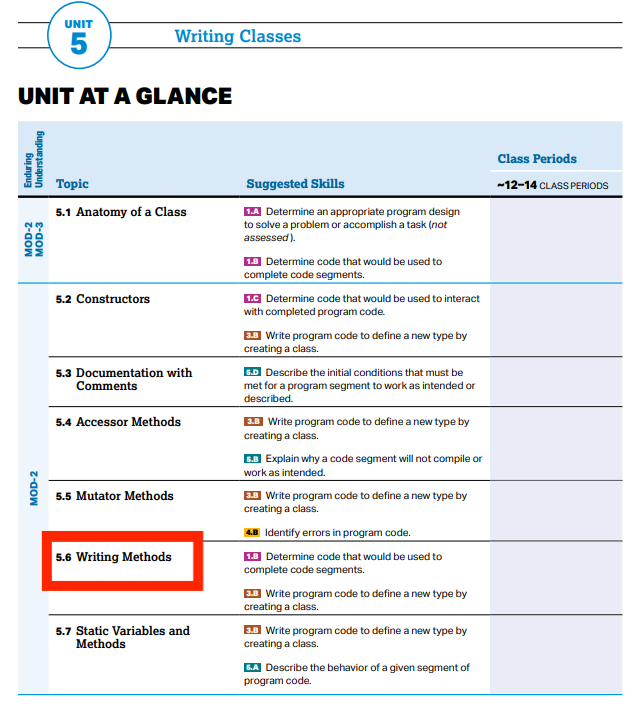 UNIT
5
Writing Classes
UNIT AT A GLANCE
Enduring
Understanding
Topic
Suggested Skills
Class Periods
~12–14 CLASS PERIODS
MOD-2
MOD-3
5.1 Anatomy of a Class
1.A Determine an appropriate program design
to solve a problem or accomplish a task (not
assessed).
1.B Determine code that would be used to
complete code segments.
MOD-2
5.2 Constructors
1.C Determine code that would be used to interact
with completed program code.
3.B Write program code to define a new type by
creating a class.
5.3 Documentation with
Comments
5.D Describe the initial conditions that must be
met for a program segment to work as intended or
described.
5.4 Accessor Methods
3.B Write program code to define a new type by
creating a class.
5.B Explain why a code segment will not compile or
work as intended.
5.5 Mutator Methods
3.B Write program code to define a new type by
creating a class.
4.B Identify errors in program code.
5.6 Writing Methods
1.B Determine code that would be used to
complete code segments.
3.B Write program code to define a new type by
creating a class.
5.7 Static Variables and
Methods
3.B Write program code to define a new type by
creating a class.
5.A Describe the behavior of a given segment of
program code.